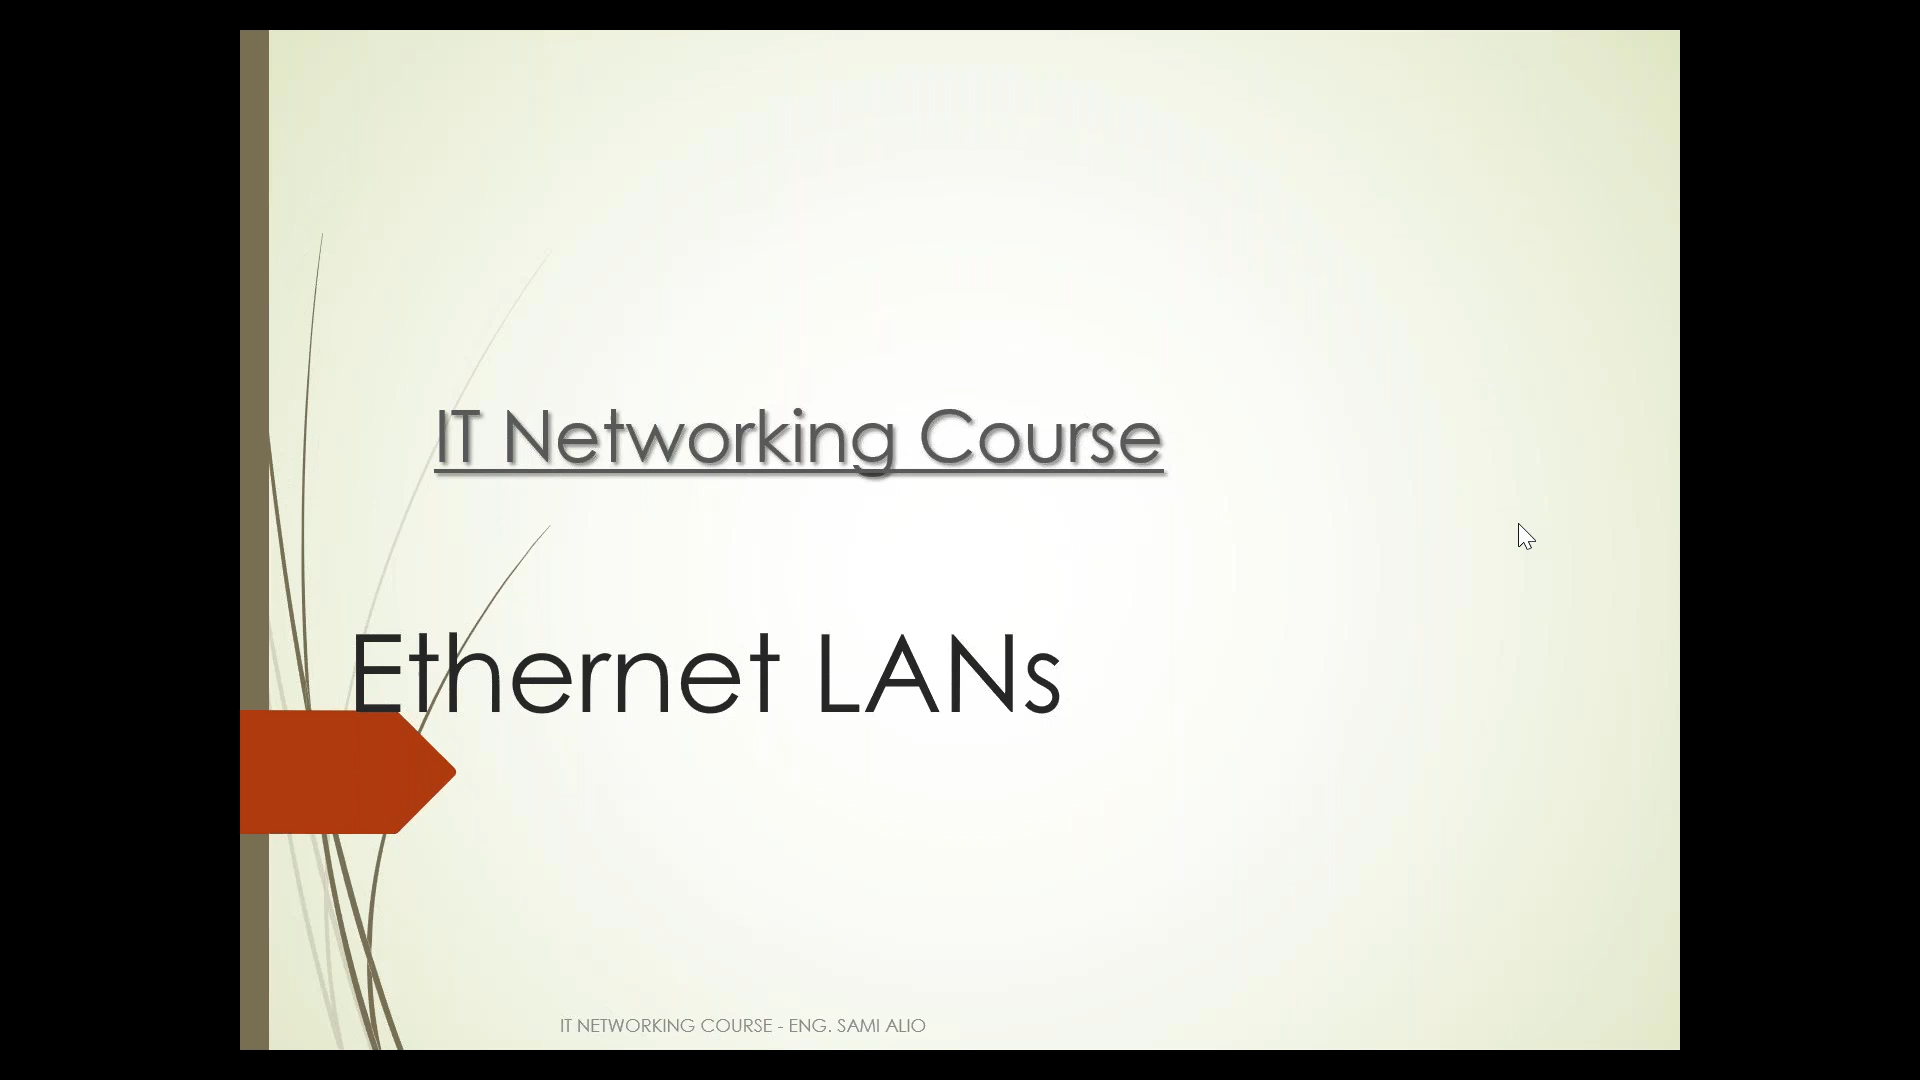 IT Networking Course
Ethernet LANs
IT NETWORKING COURSE - ENG. SAMI ALIO